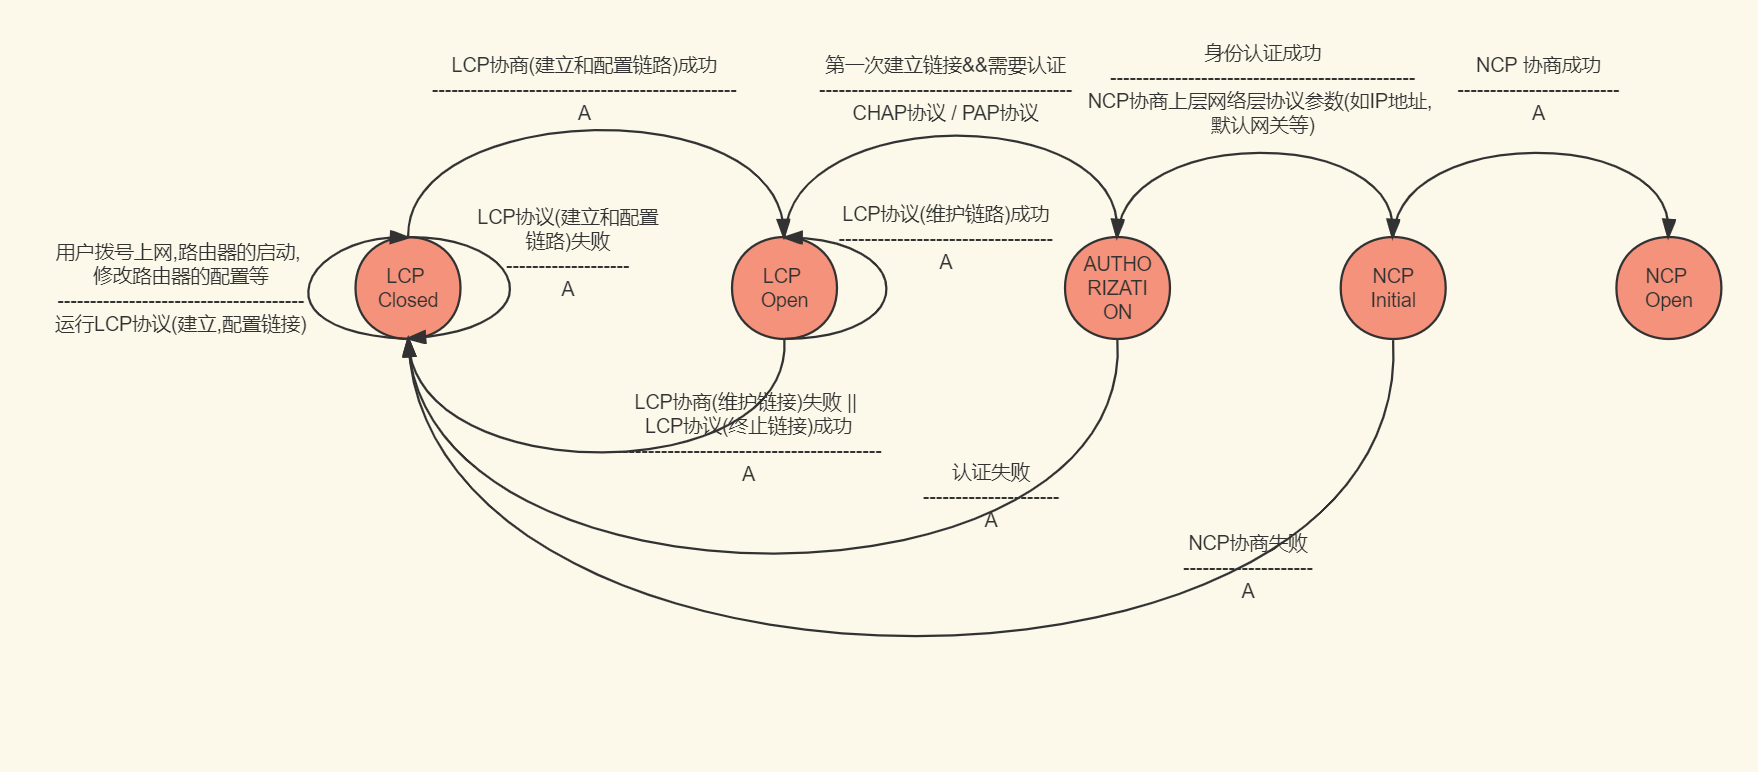 LCP协商(建立和配置链路)成功
A
第一次建立链接&&需要认证
CHAP协议 / PAP协议
身份认证成功
NCP协商上层网络层协议参数(如IP地址,
默认网关等)
NCP 协商成功
A
用户拨号上网,路由器的启动,
修改路由器的配置等
运行LCP协议(建立,配置链接)
LCP
Closed
LCP协议(建立和配置
链路)失败
A
LCP
Open
LCP协议(维护链路)成功
A
AUTHO
RIZATI
ON
NCP
Initial
NCP
Open
LCP协商(维护链接)失败 ||
LCP协议(终止链接)成功
A
认证失败
A
NCP协商失败
A